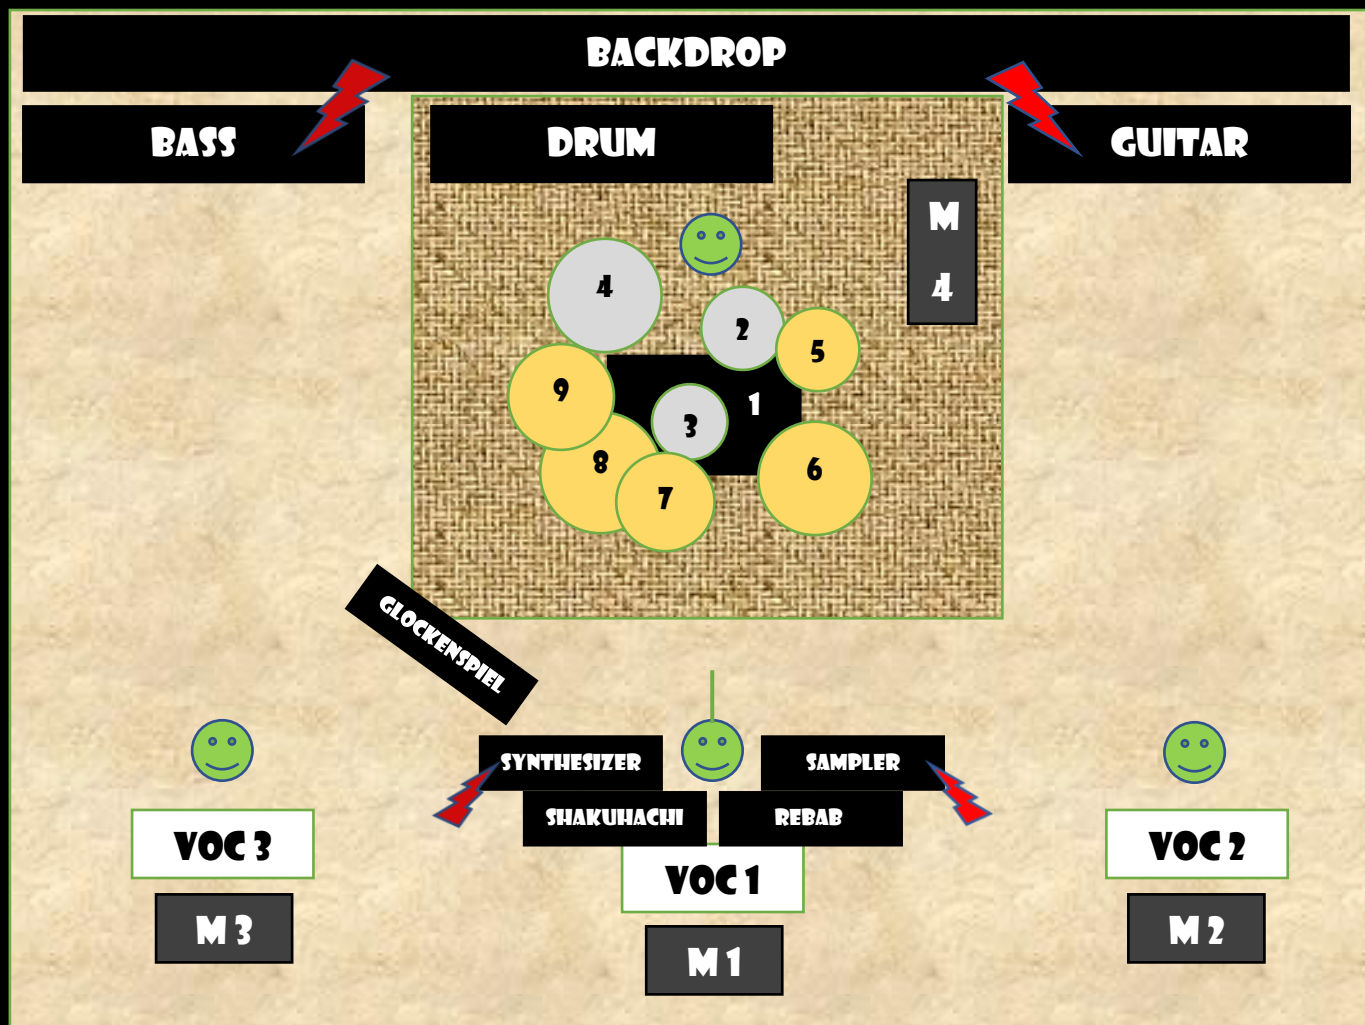 BACKDROP
BASS
DRUM
GUITAR
M
4
4
2
5
9
1
3
8
6
7
GLOCKENSPIEL
SYNTHESIZER
SAMPLER
SHAKUHACHI
REBAB
VOC 3
VOC 1
VOC 2
M 3
M 1
M 2